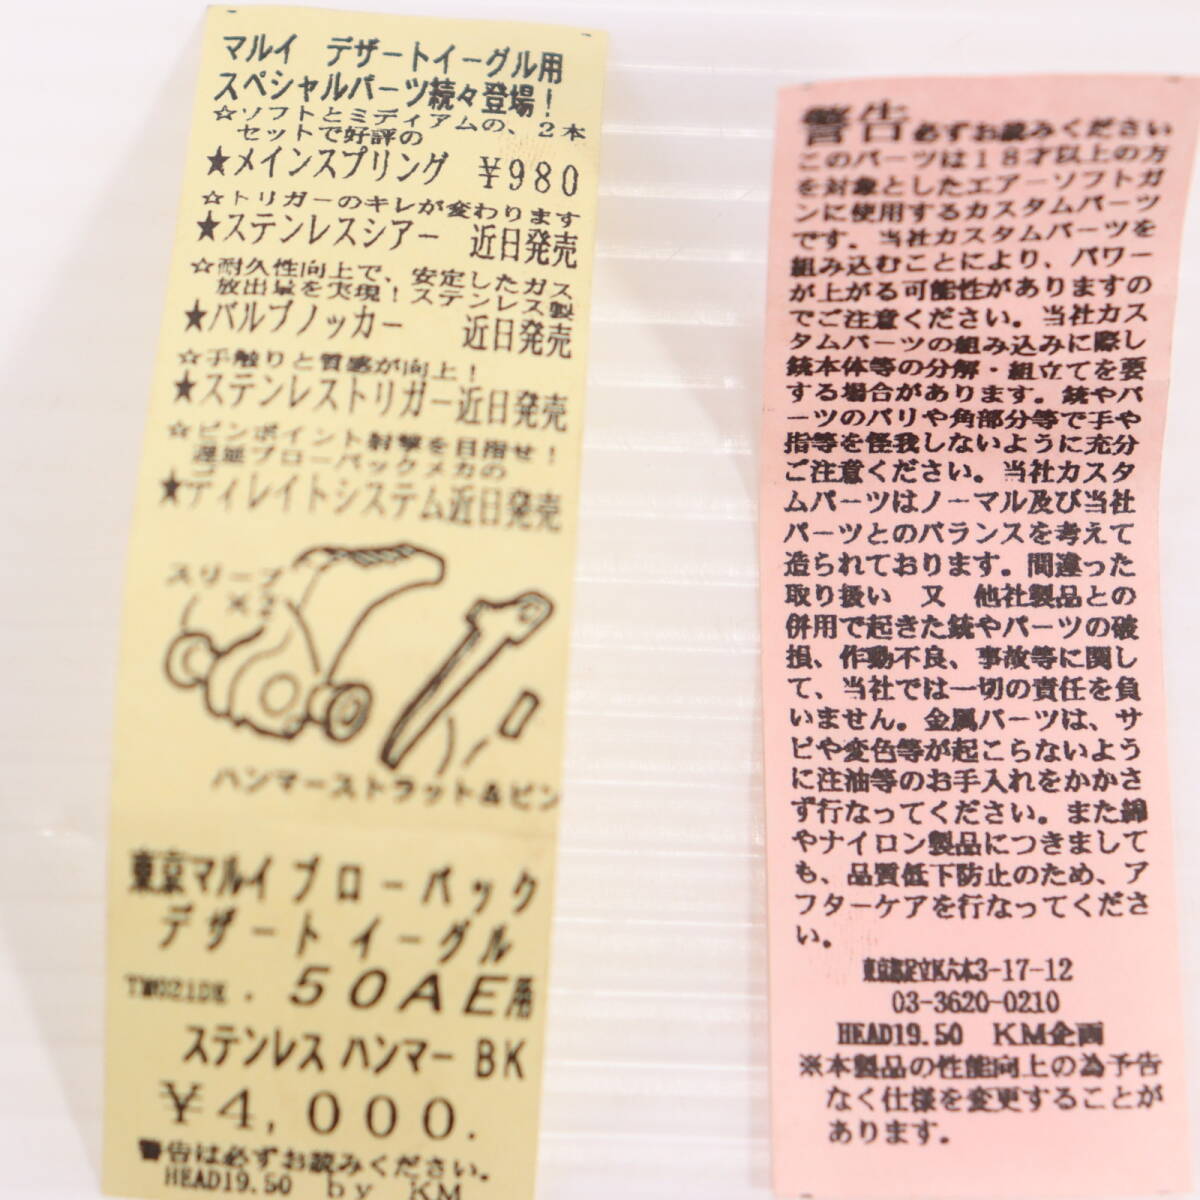 マルイ　デザートイーグル用
スペシャルパーツ続々登場！
☆ソフトとミディアムの、2本
セットで好評の
★メインスプリング　￥980
☆トリガーのキレが変わります
★ステンレスシアー　近日発売
☆耐久性向上で、安定したガス
放出量を実現！ステンレス製
★バルブノッカー　　近日発売
☆手触りと質感が向上！
★ステンレストリガー近日発売
☆ピンポイント射撃を目指せ！
遅延ブローバックメカの
★ディレイトシステム近日発売
スリーブ
×2
ハンマーストラット＆ピン
東京マルイ ブローバック
デザートイーグル
TM021DE . 50AE用
ステンレス ハンマー BK
￥4,000.
警告は必ずお読みください。
HEAD19.50　by　KM
警告必ずお読みください
このパーツは18才以上の方
を対象としたエアーソフトガ
ンに使用するカスタムパーツ
です。当社カスタムパーツを
組み込むことにより、パワー
が上がる可能性がありますの
でご注意ください。当社カス
タムパーツの組み込みに際し
銃本体等の分解・組立てを要
する場合があります。銃やパ
ーツのバリや角部分等で手や
指等を怪我しないように充分
ご注意ください。当社カスタ
ムパーツはノーマル及び当社
パーツとのバランスを考えて
造られております。間違った
取り扱い　又　他社製品との
併用で起きた銃やパーツの破
損、作動不良、事故等に関し
て、当社では一切の責任を負
いません。金属パーツは、サ
ビや変色等が起こらないよう
に注油等のお手入れをかかさ
ず行なってください。また綿
やナイロン製品につきまして
も、品質低下防止のため、ア
フターケアを行なってくださ
い。
3-17-12
03-3620-0210
HEAD19.50　KM企画
※本製品の性能向上の為予告
なく仕様を変更することが
あります。